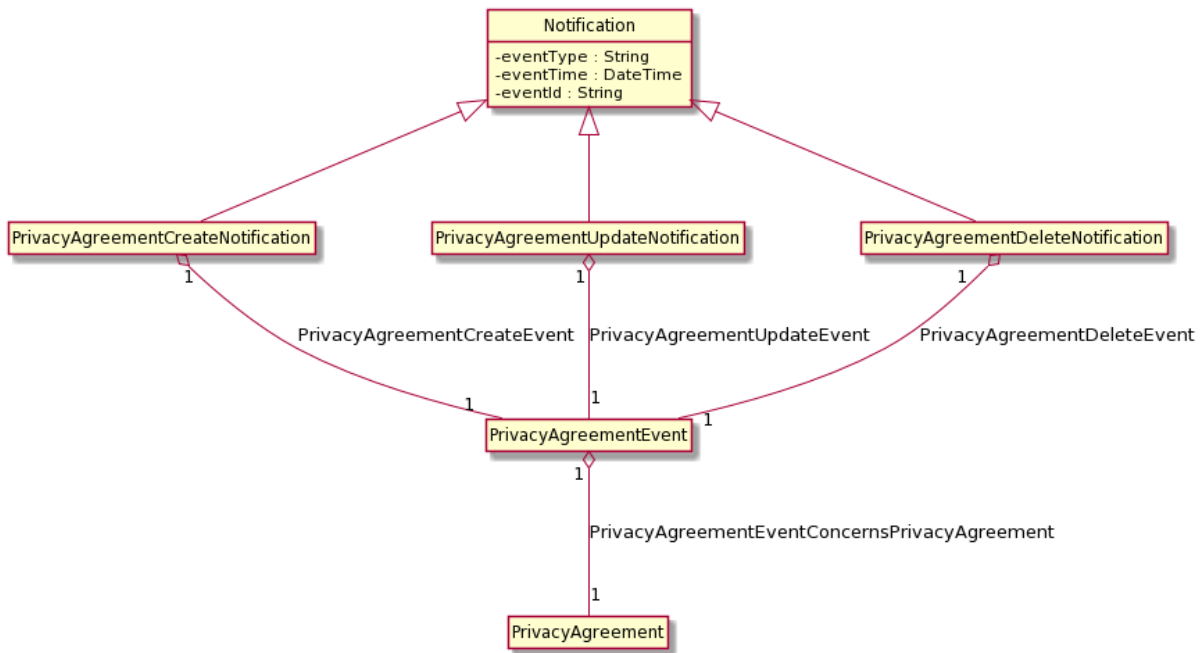 Notification
-eventType : String
-eventTime : DateTime
-eventId : String
PrivacyAgreementCreateNotification
PrivacyAgreementUpdateNotification
PrivacyAgreementDeleteNotification
1
1
1
PrivacyAgreementCreateEvent
PrivacyAgreementUpdateEvent
PrivacyAgreementDeleteEvent
1
1
1
PrivacyAgreementEvent
1
PrivacyAgreementEventConcernsPrivacyAgreement
1
PrivacyAgreement